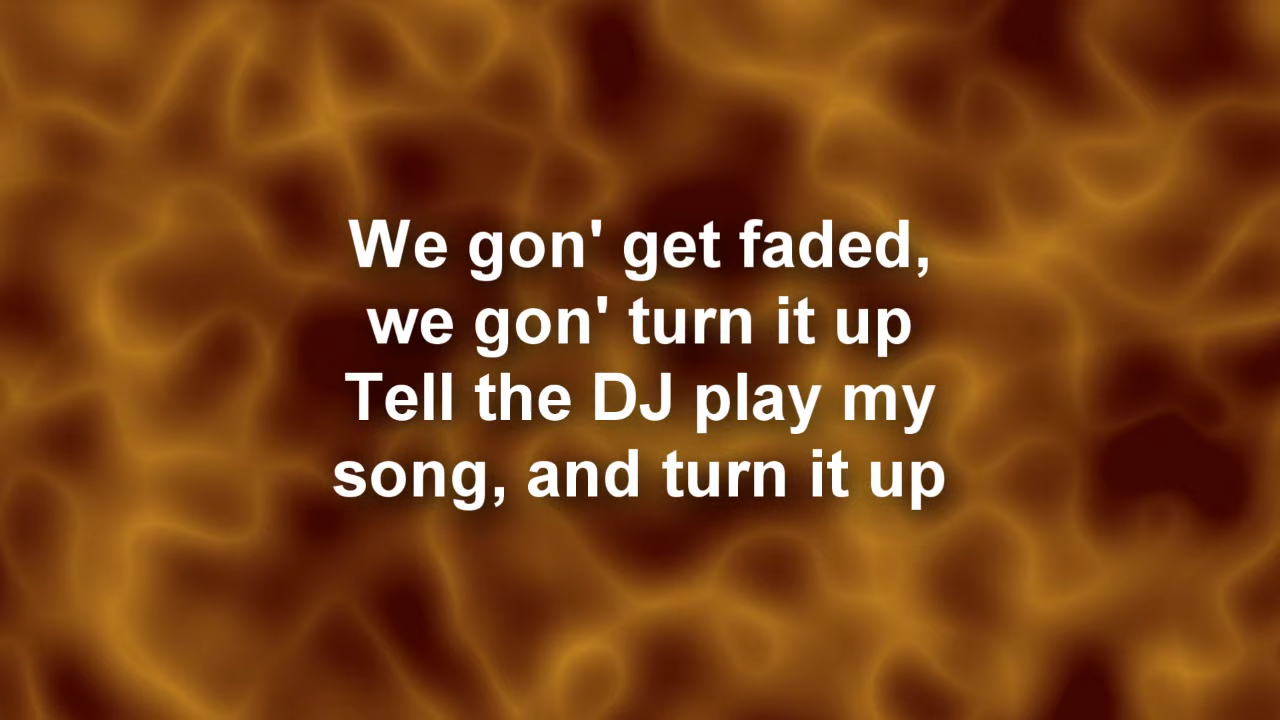 We gon' get faded,
we gon' turn it up
Tell the DJ play my
song, and turn it up